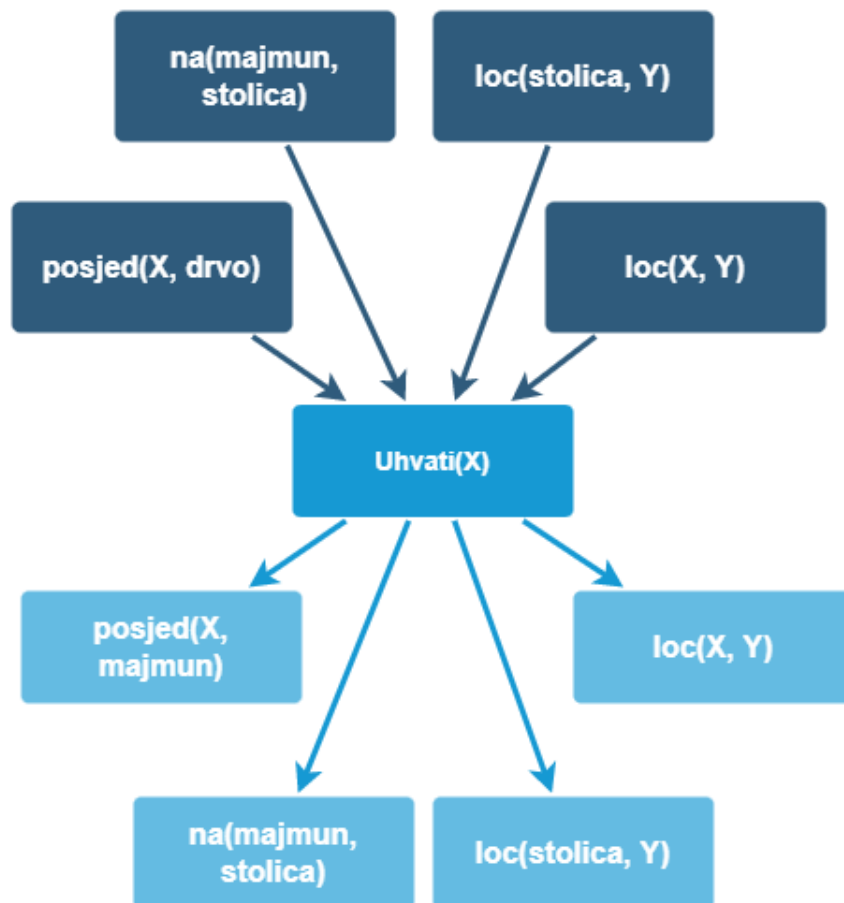 na(majmun,
stolica)
loc(stolica, Y)
posjed(X, drvo)
loc(X, Y)
Uhvati(X)
posjed(X,
majmun)
loc(X, Y)
na(majmun,
stolica)
loc(stolica, Y)